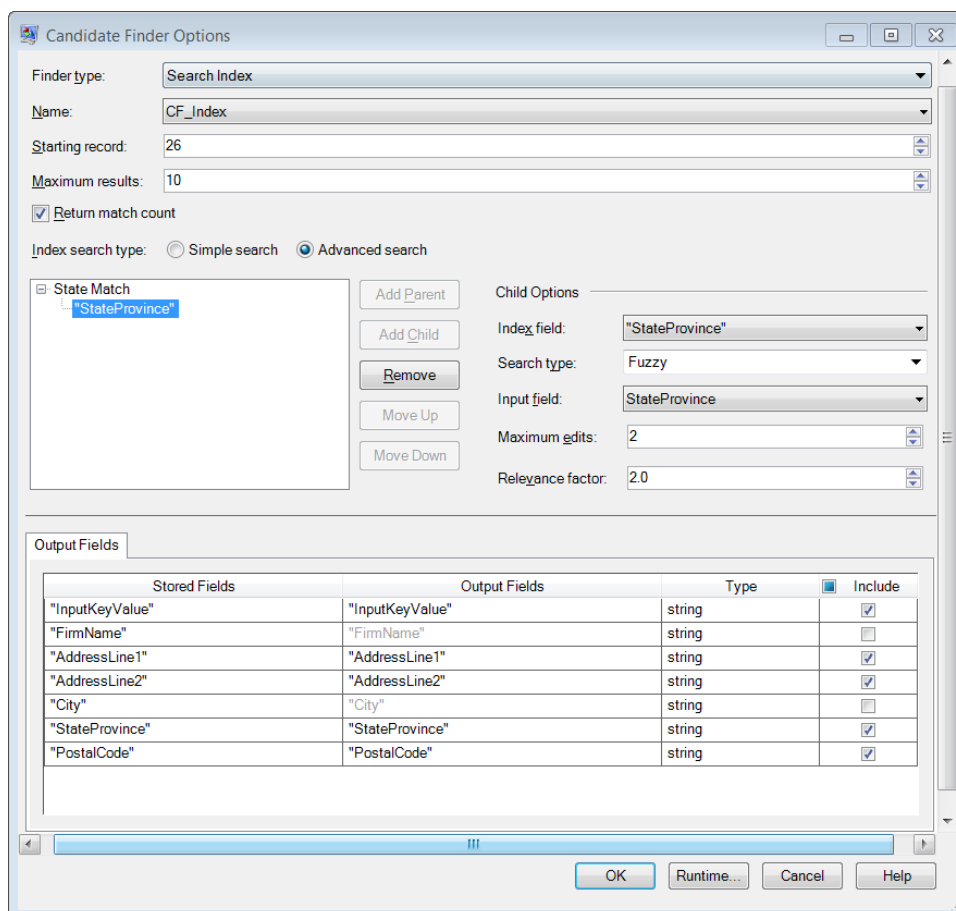 Candidate Finder Options
Finder type: Search Index
Name: CF_Index
Starting record: 26
Maximum results: 10
Return match count
Index search type: Simple search Advanced search
State Match
"StateProvince"
Add Parent
Add Child
Remove
Move Up
Move Down
Child Options
Index field: "StateProvince"
Search type: Fuzzy
Input field: StateProvince
Maximum edits: 2
Relevance factor: 2.0
Output Fields
Stored Fields Output Fields Type Include
"InputKeyValue" "InputKeyValue" string
"FirmName" "FirmName" string
"AddressLine1" "AddressLine1" string
"AddressLine2" "AddressLine2" string
"City" "City" string
"StateProvince" "StateProvince" string
"PostalCode" "PostalCode" string
OK Runtime... Cancel Help